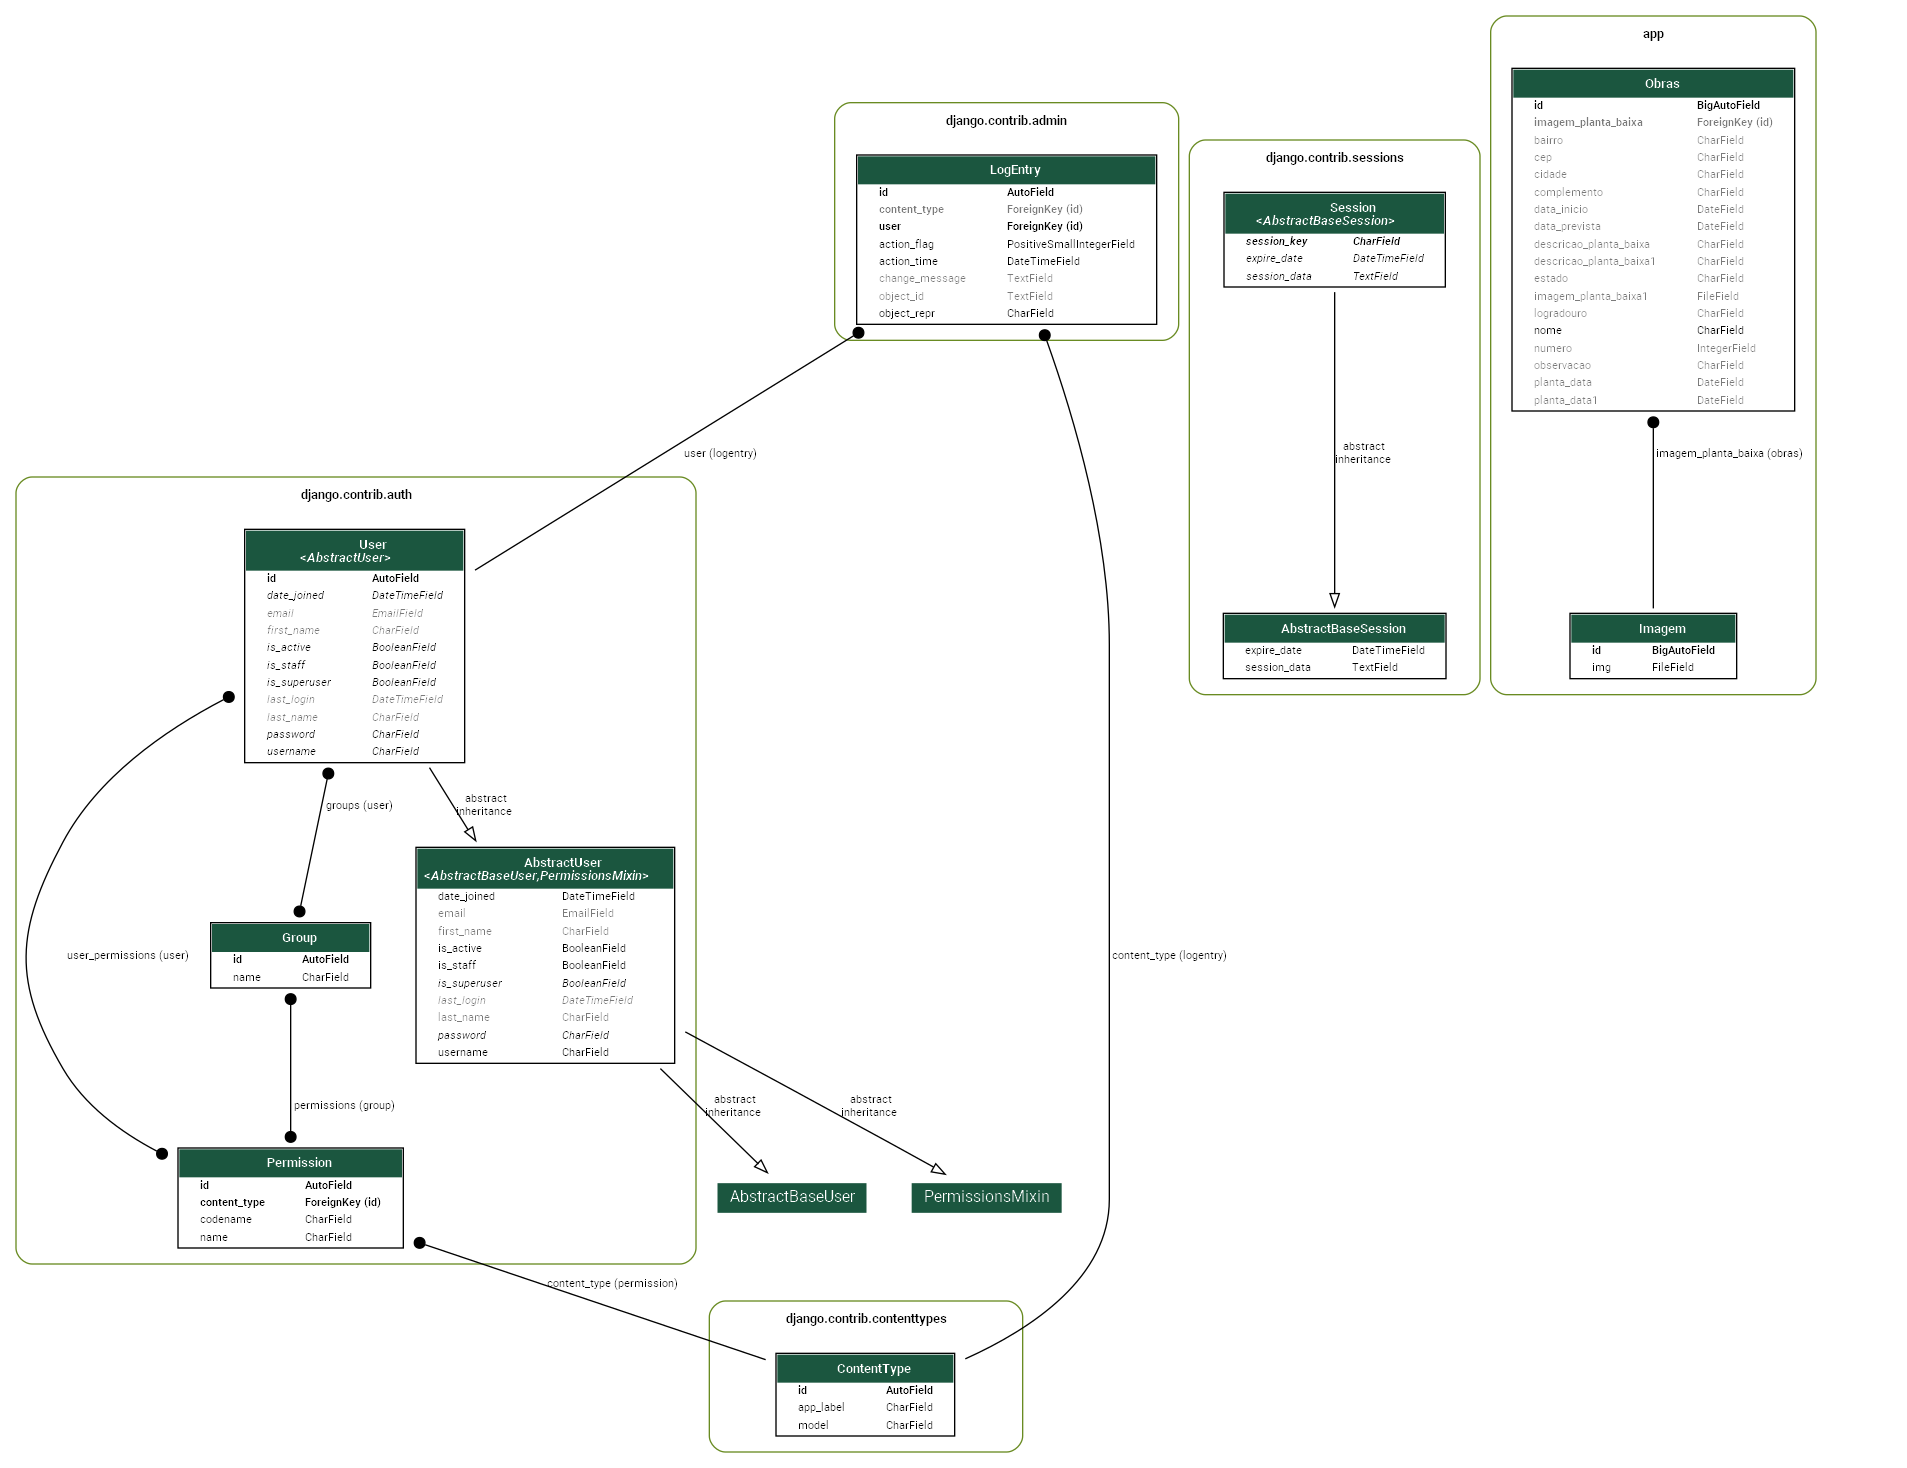 app
Obras
id BigAutoField
imagem_planta_baixa ForeignKey (id)
bairro CharField
cep CharField
cidade CharField
complemento CharField
data_inicio DateField
data_prevista DateField
descricao_planta_baixa CharField
descricao_planta_baixa1 CharField
estado CharField
imagem_planta_baixa1 FileField
logradouro CharField
nome CharField
numero IntegerField
observacao CharField
planta_data DateField
planta_data1 DateField
imagem_planta_baixa (obras)
Imagem
id BigAutoField
img FileField
django.contrib.admin
LogEntry
id AutoField
content_type ForeignKey (id)
user ForeignKey (id)
action_flag PositiveSmallIntegerField
action_time DateTimeField
change_message TextField
object_id TextField
object_repr CharField
django.contrib.sessions
Session
<AbstractBaseSession>
session_key CharField
expire_date DateTimeField
session_data TextField
abstract
inheritance
AbstractBaseSession
expire_date DateTimeField
session_data TextField
user (logentry)
django.contrib.auth
User
<AbstractUser>
id AutoField
date_joined DateTimeField
email EmailField
first_name CharField
is_active BooleanField
is_staff BooleanField
is_superuser BooleanField
last_login DateTimeField
last_name CharField
password CharField
username CharField
groups (user)
abstract
inheritance
AbstractUser
<AbstractBaseUser,PermissionsMixin>
date_joined DateTimeField
email EmailField
first_name CharField
is_active BooleanField
is_staff BooleanField
is_superuser BooleanField
last_login DateTimeField
last_name CharField
password CharField
username CharField
Group
id AutoField
name CharField
user_permissions (user)
content_type (logentry)
permissions (group)
abstract
inheritance
abstract
inheritance
Permission
id AutoField
content_type ForeignKey (id)
codename CharField
name CharField
AbstractBaseUser
PermissionsMixin
content_type (permission)
django.contrib.contenttypes
ContentType
id AutoField
app_label CharField
model CharField